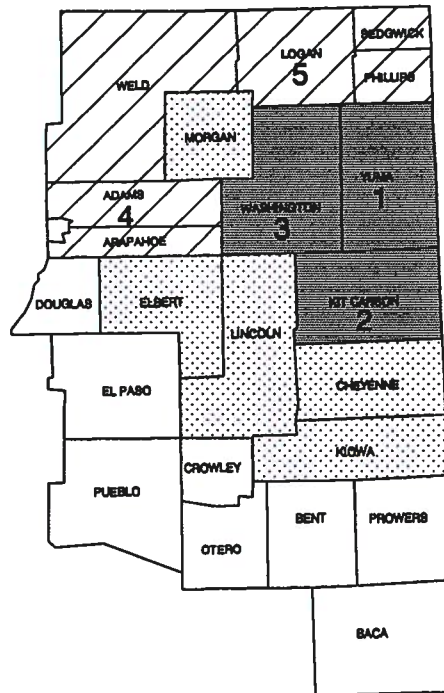 SEDGWICK
LOGAN
5
PHILLIPS
WELD
MORGAN
YUMA
1
ADAMS
4
WASHINGTON
3
ARAPAHOE
DOUGLAS
ELBERT
KIT CARSON
2
LINCOLN
CHEYENNE
EL PASO
KIOWA
CROWLEY
PUEBLO
BENT
PROWERS
OTERO
BACA